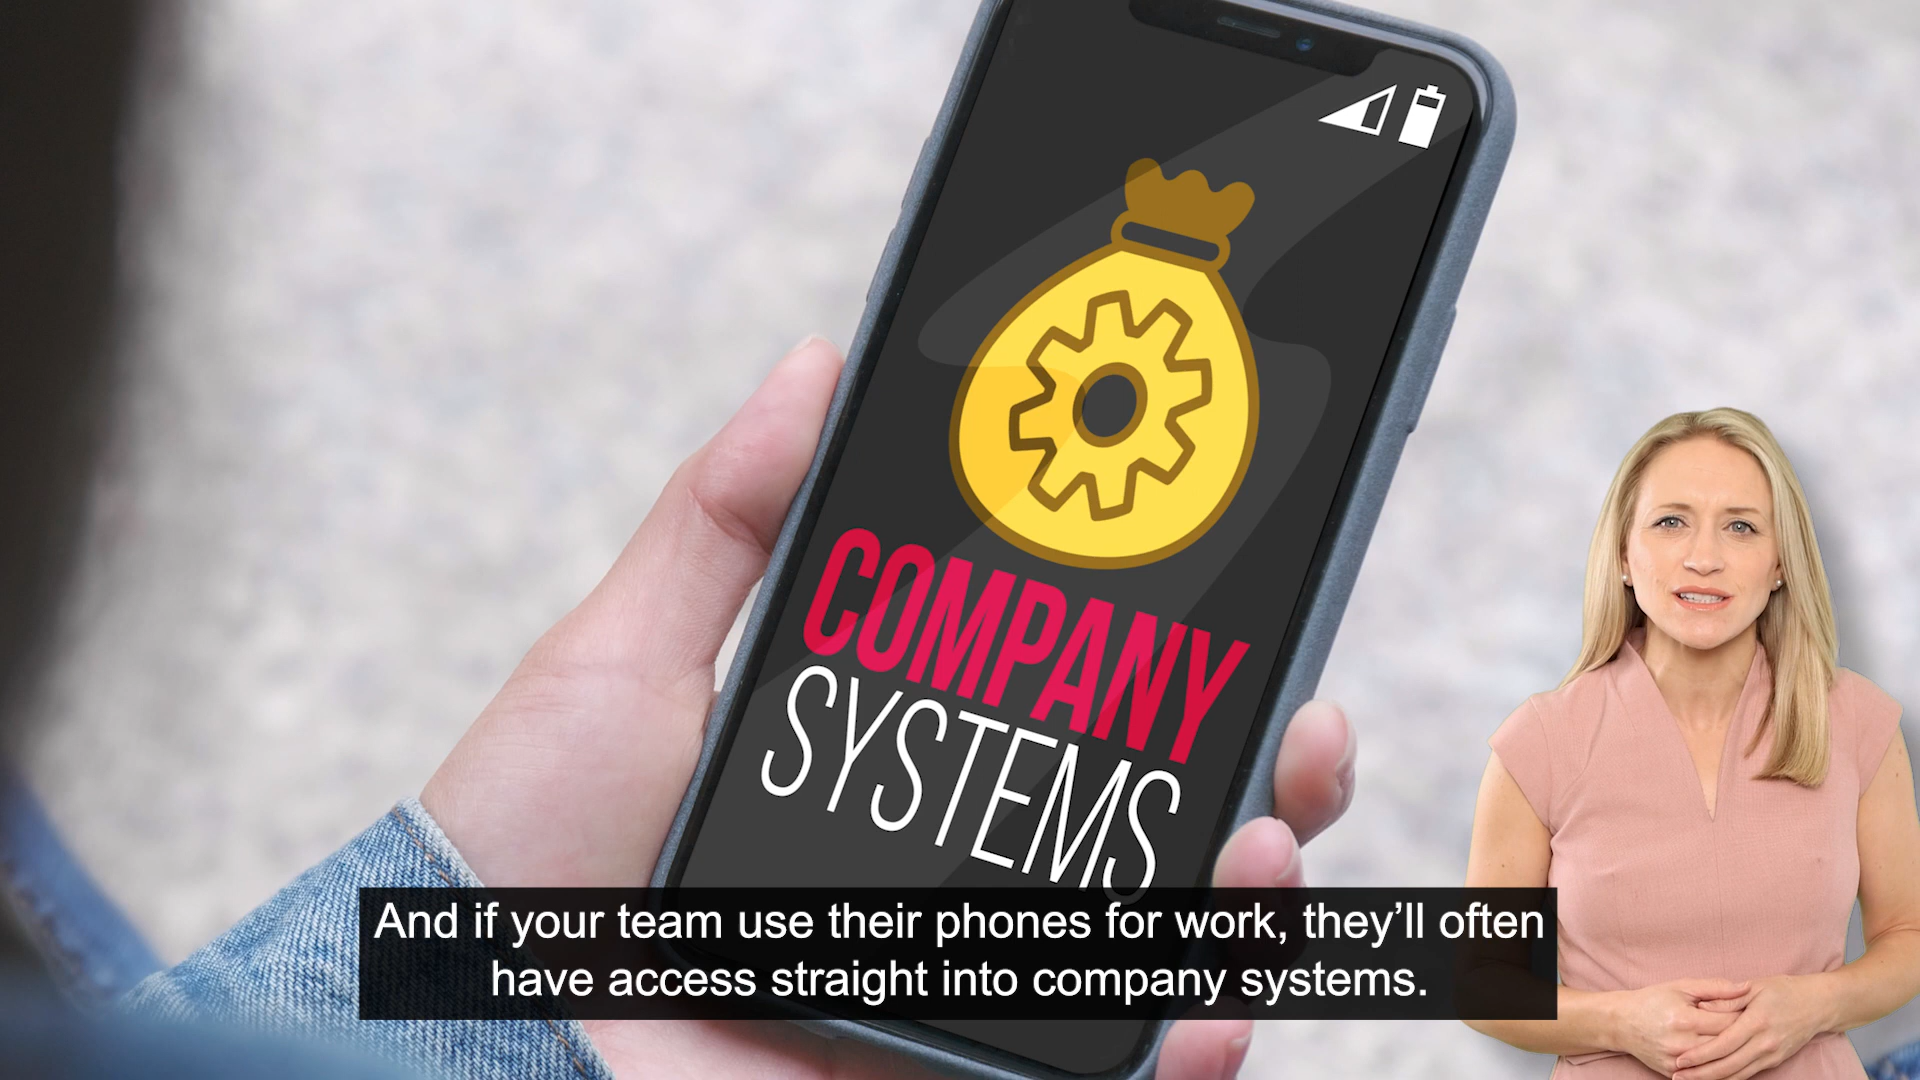 COMPANY
SYSTEMS
And if your team use their phones for work, they’ll often
have access straight into company systems.